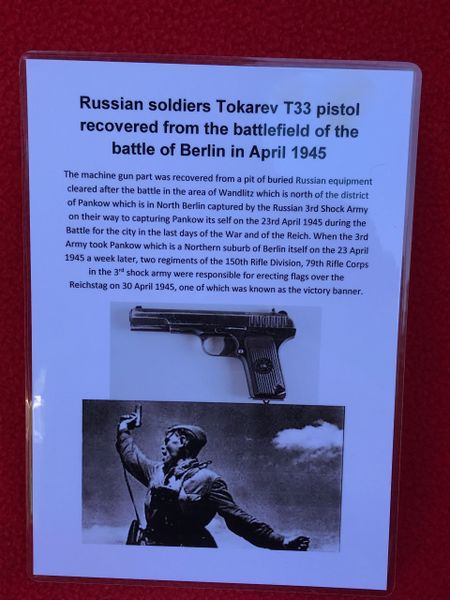 Russian soldiers Tokarev T33 pistol
recovered from the battlefield of the
battle of Berlin in April 1945
The machine gun part was recovered from a pit of buried Russian equipment
cleared after the battle in the area of Wandlitz which is north of the district
of Pankow which is in North Berlin captured by the Russian 3rd Shock Army
on their way to capturing Pankow its self on the 23rd April 1945 during the
Battle for the city in the last days of the War and of the Reich. When the 3rd
Army took Pankow which is a Northern suburb of Berlin itself on the 23 April
1945 a week later, two regiments of the 150th Rifle Division, 79th Rifle Corps
in the 3rd shock army were responsible for erecting flags over the
Reichstag on 30 April 1945, one of which was known as the victory banner.